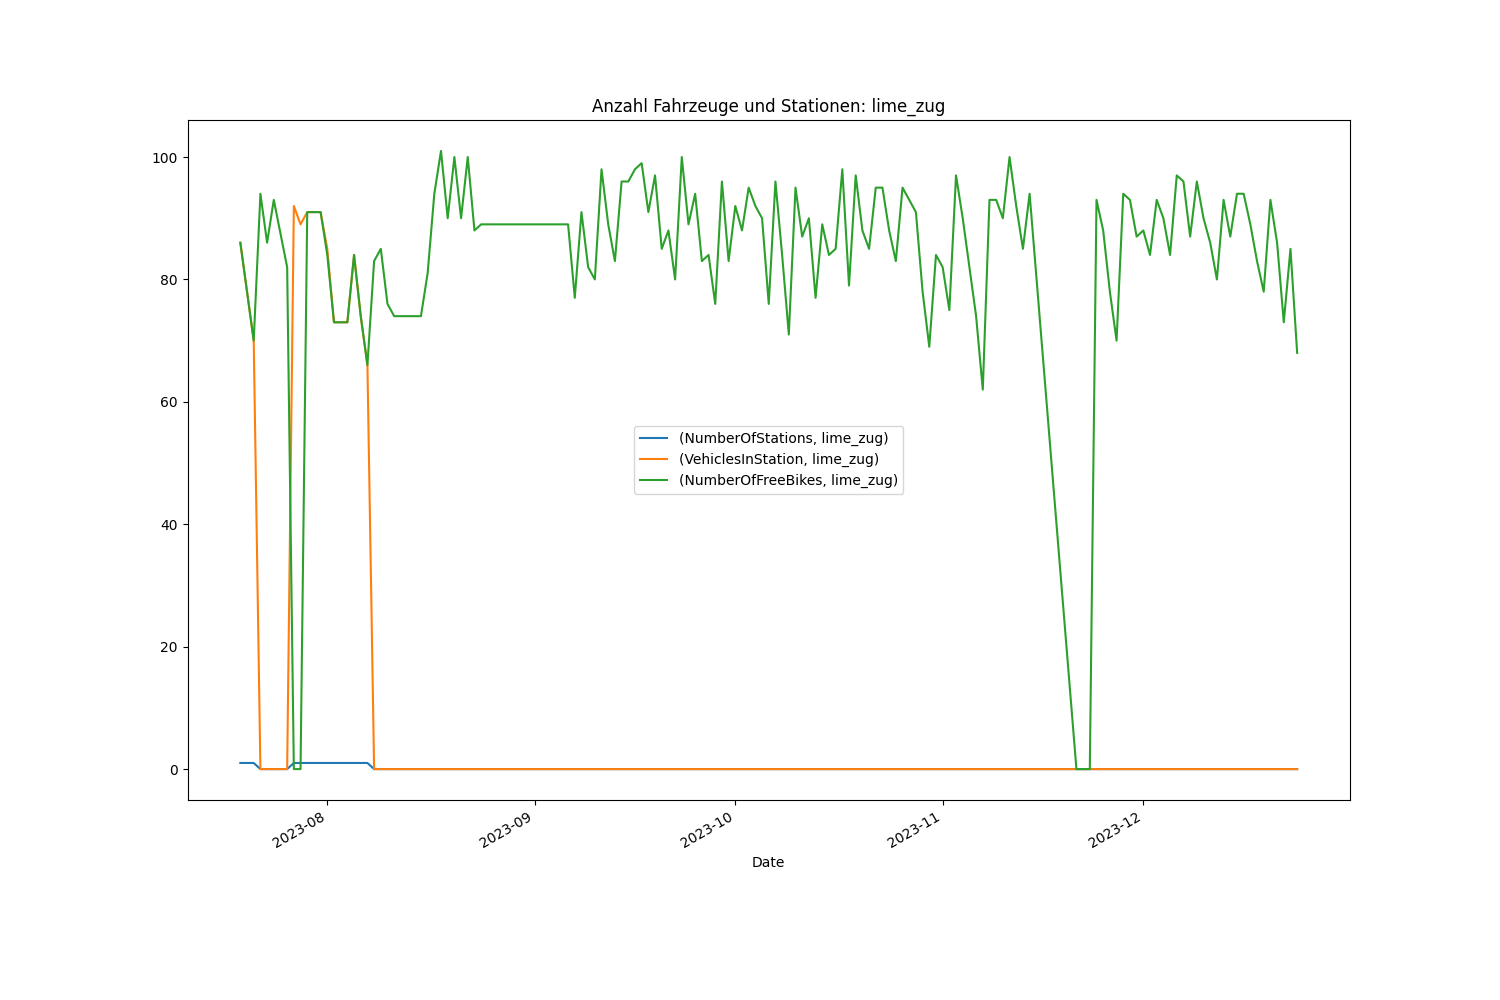 Anzahl Fahrzeuge und Stationen: lime_zug
100
80
60
40
20
0
(NumberOfStations, lime_zug)
(VehiclesInStation, lime_zug)
(NumberOfFreeBikes, lime_zug)
2023-08
2023-09
2023-10
2023-11
2023-12
Date